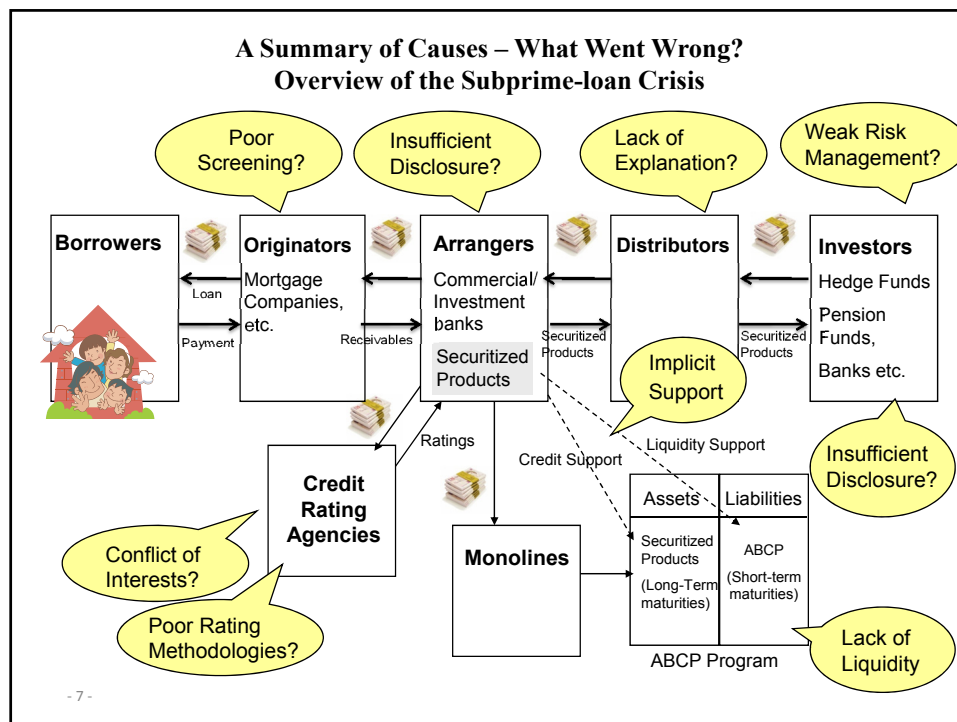 A Summary of Causes – What Went Wrong?
Overview of the Subprime-loan Crisis
Poor
Screening?
Insufficient
Disclosure?
Lack of
Explanation?
Weak Risk
Management?
Borrowers
Originators
Mortgage
Companies,
etc.
Arrangers
Commercial/
Investment
banks
Securitized
Products
Distributors
Investors
Hedge Funds
Pension
Funds,
Banks etc.
Loan
Payment
Receivables
Securitized
Products
Securitized
Products
Implicit
Support
Ratings
Credit Support
Liquidity Support
Insufficient
Disclosure?
Credit
Rating
Agencies
Conflict of
Interests?
Poor Rating
Methodologies?
Monolines
Assets
Liabilities
Securitized
Products
(Long-Term
maturities)
ABCP
(Short-term
maturities)
ABCP Program
Lack of
Liquidity
- 7 -